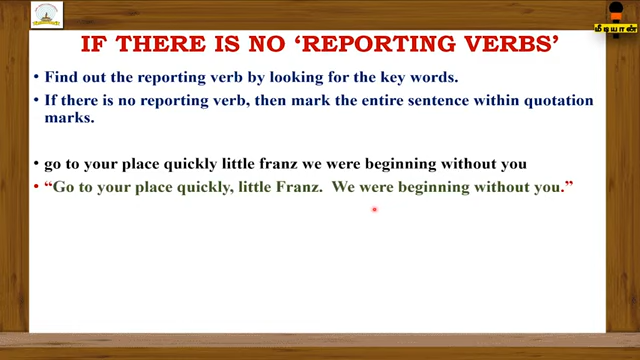 மீடியான்
IF THERE IS NO ‘REPORTING VERBS’
• Find out the reporting verb by looking for the key words.
• If there is no reporting verb, then mark the entire sentence within quotation
marks.
• go to your place quickly little franz we were beginning without you
• “Go to your place quickly, little Franz. We were beginning without you.”